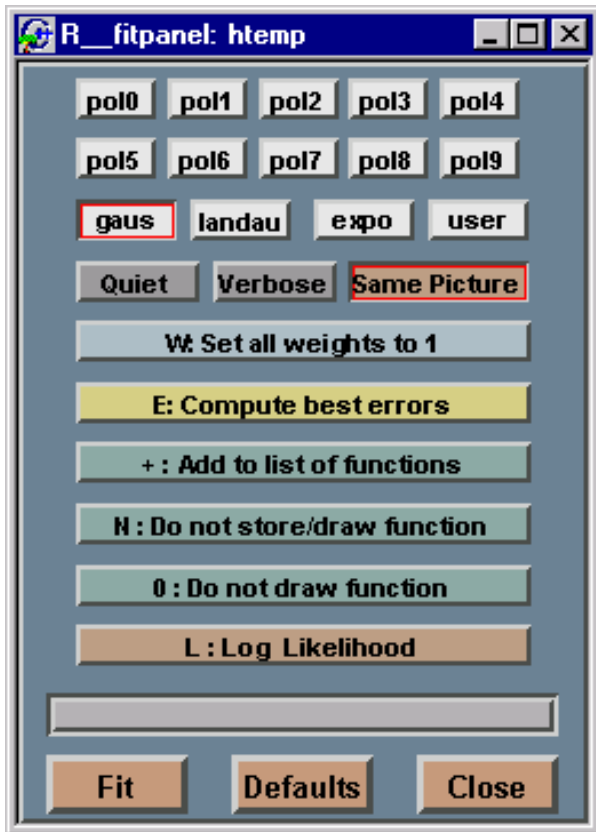 R__fitpanel: htemp
pol0 pol1 pol2 pol3 pol4
pol5 pol6 pol7 pol8 pol9
gaus landau expo user
Quiet Verbose Same Picture
W: Set all weights to 1
E: Compute best errors
+ : Add to list of functions
N : Do not store/draw function
0 : Do not draw function
L : Log Likelihood
Fit Defaults Close